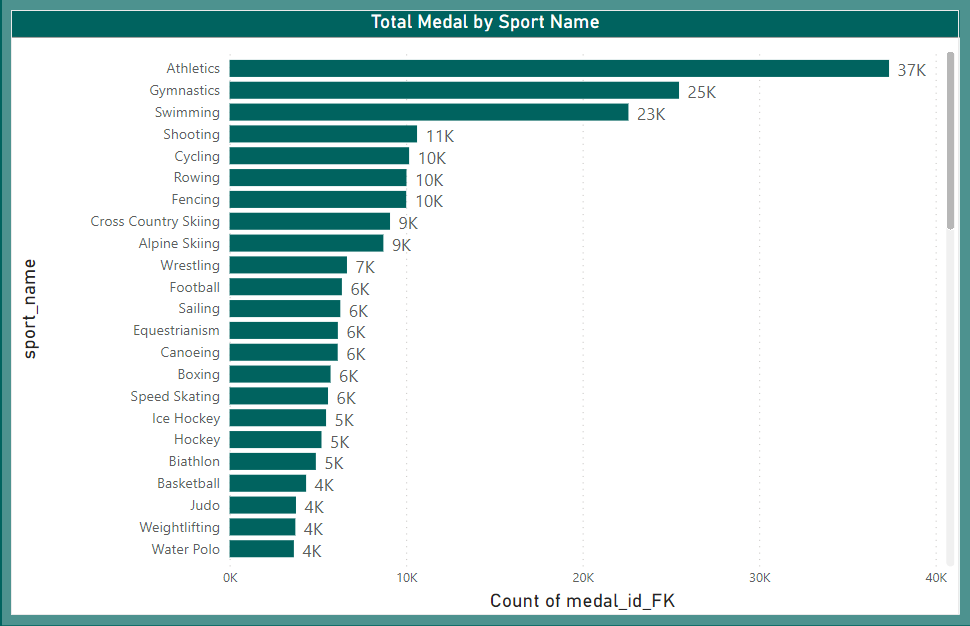 Total Medal by Sport Name
sport_name
Athletics 37K
Gymnastics 25K
Swimming 23K
Shooting 11K
Cycling 10K
Rowing 10K
Fencing 10K
Cross Country Skiing 9K
Alpine Skiing 9K
Wrestling 7K
Football 6K
Sailing 6K
Equestrianism 6K
Canoeing 6K
Boxing 6K
Speed Skating 6K
Ice Hockey 5K
Hockey 5K
Biathlon 5K
Basketball 4K
Judo 4K
Weightlifting 4K
Water Polo 4K
0K 10K 20K 30K 40K
Count of medal_id_FK